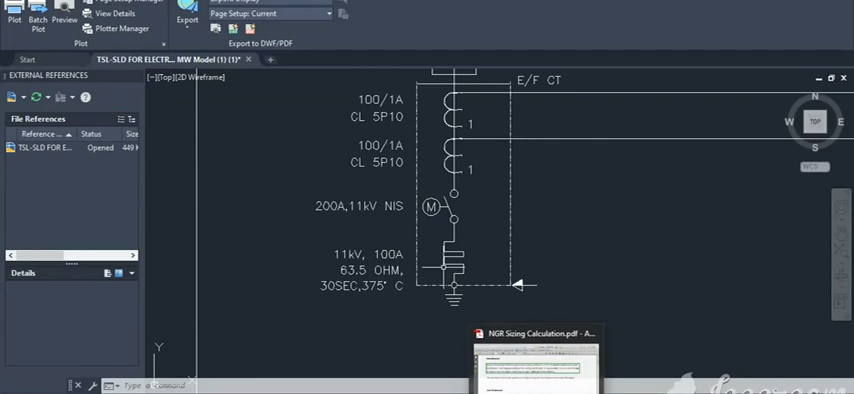 Page Setup: Current
Plot
Batch
Plot
Preview
View Details
Plotter Manager
Export
Plot
Export to DWF/PDF
Start
TSL-SLD FOR ELECTR... MW Model (1) (1)*
EXTERNAL REFERENCES
[−][Top][2D Wireframe]
File References
Reference ...
Status
Size
TSL-SLD FOR E...
Opened
449 K
Details
E/F CT
100/1A
CL 5P10
1
100/1A
CL 5P10
1
200A,11kV NIS
M
11kV, 100A
63.5 OHM,
30SEC,375° C
N
W
TOP
E
S
WCS
NGR Sizing Calculation.pdf - A...
Y
X
Type a command